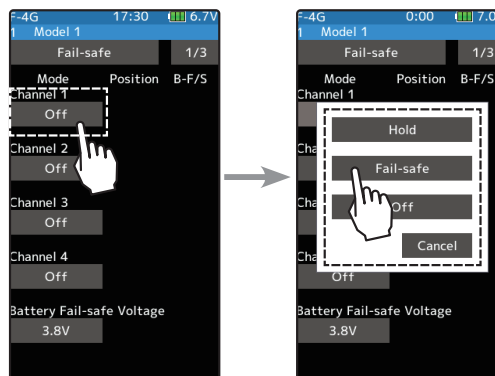 F-4G 17:30 6.7V
1 Model 1
Fail-safe 1/3
Mode Position B-F/S
Channel 1
Off
Channel 2
Off
Channel 3
Off
Channel 4
Off
Battery Fail-safe Voltage
3.8V
F-4G 0:00 7.0
1 Model 1
Fail-safe 1/3
Mode Position B-F/S
Channel 1
Hold
Cha
Fail-safe
Cha
Off
Cha
Cancel
Off
Battery Fail-safe Voltage
3.8V